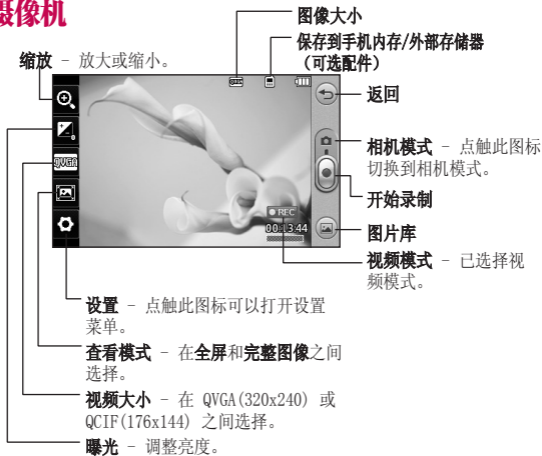 摄像机
图像大小
保存到手机内存/外部存储器
（可选配件）
缩放 - 放大或缩小。
返回
相机模式 - 点触此图标
切换到相机模式。
开始录制
QVGA
REC
00:13:44
图片库
视频模式 - 已选择视
频模式。
设置 - 点触此图标可以打开设置
菜单。
查看模式 - 在全屏和完整图像之间
选择。
视频大小 - 在 QVGA(320x240) 或
QCIF(176x144) 之间选择。
曝光 - 调整亮度。